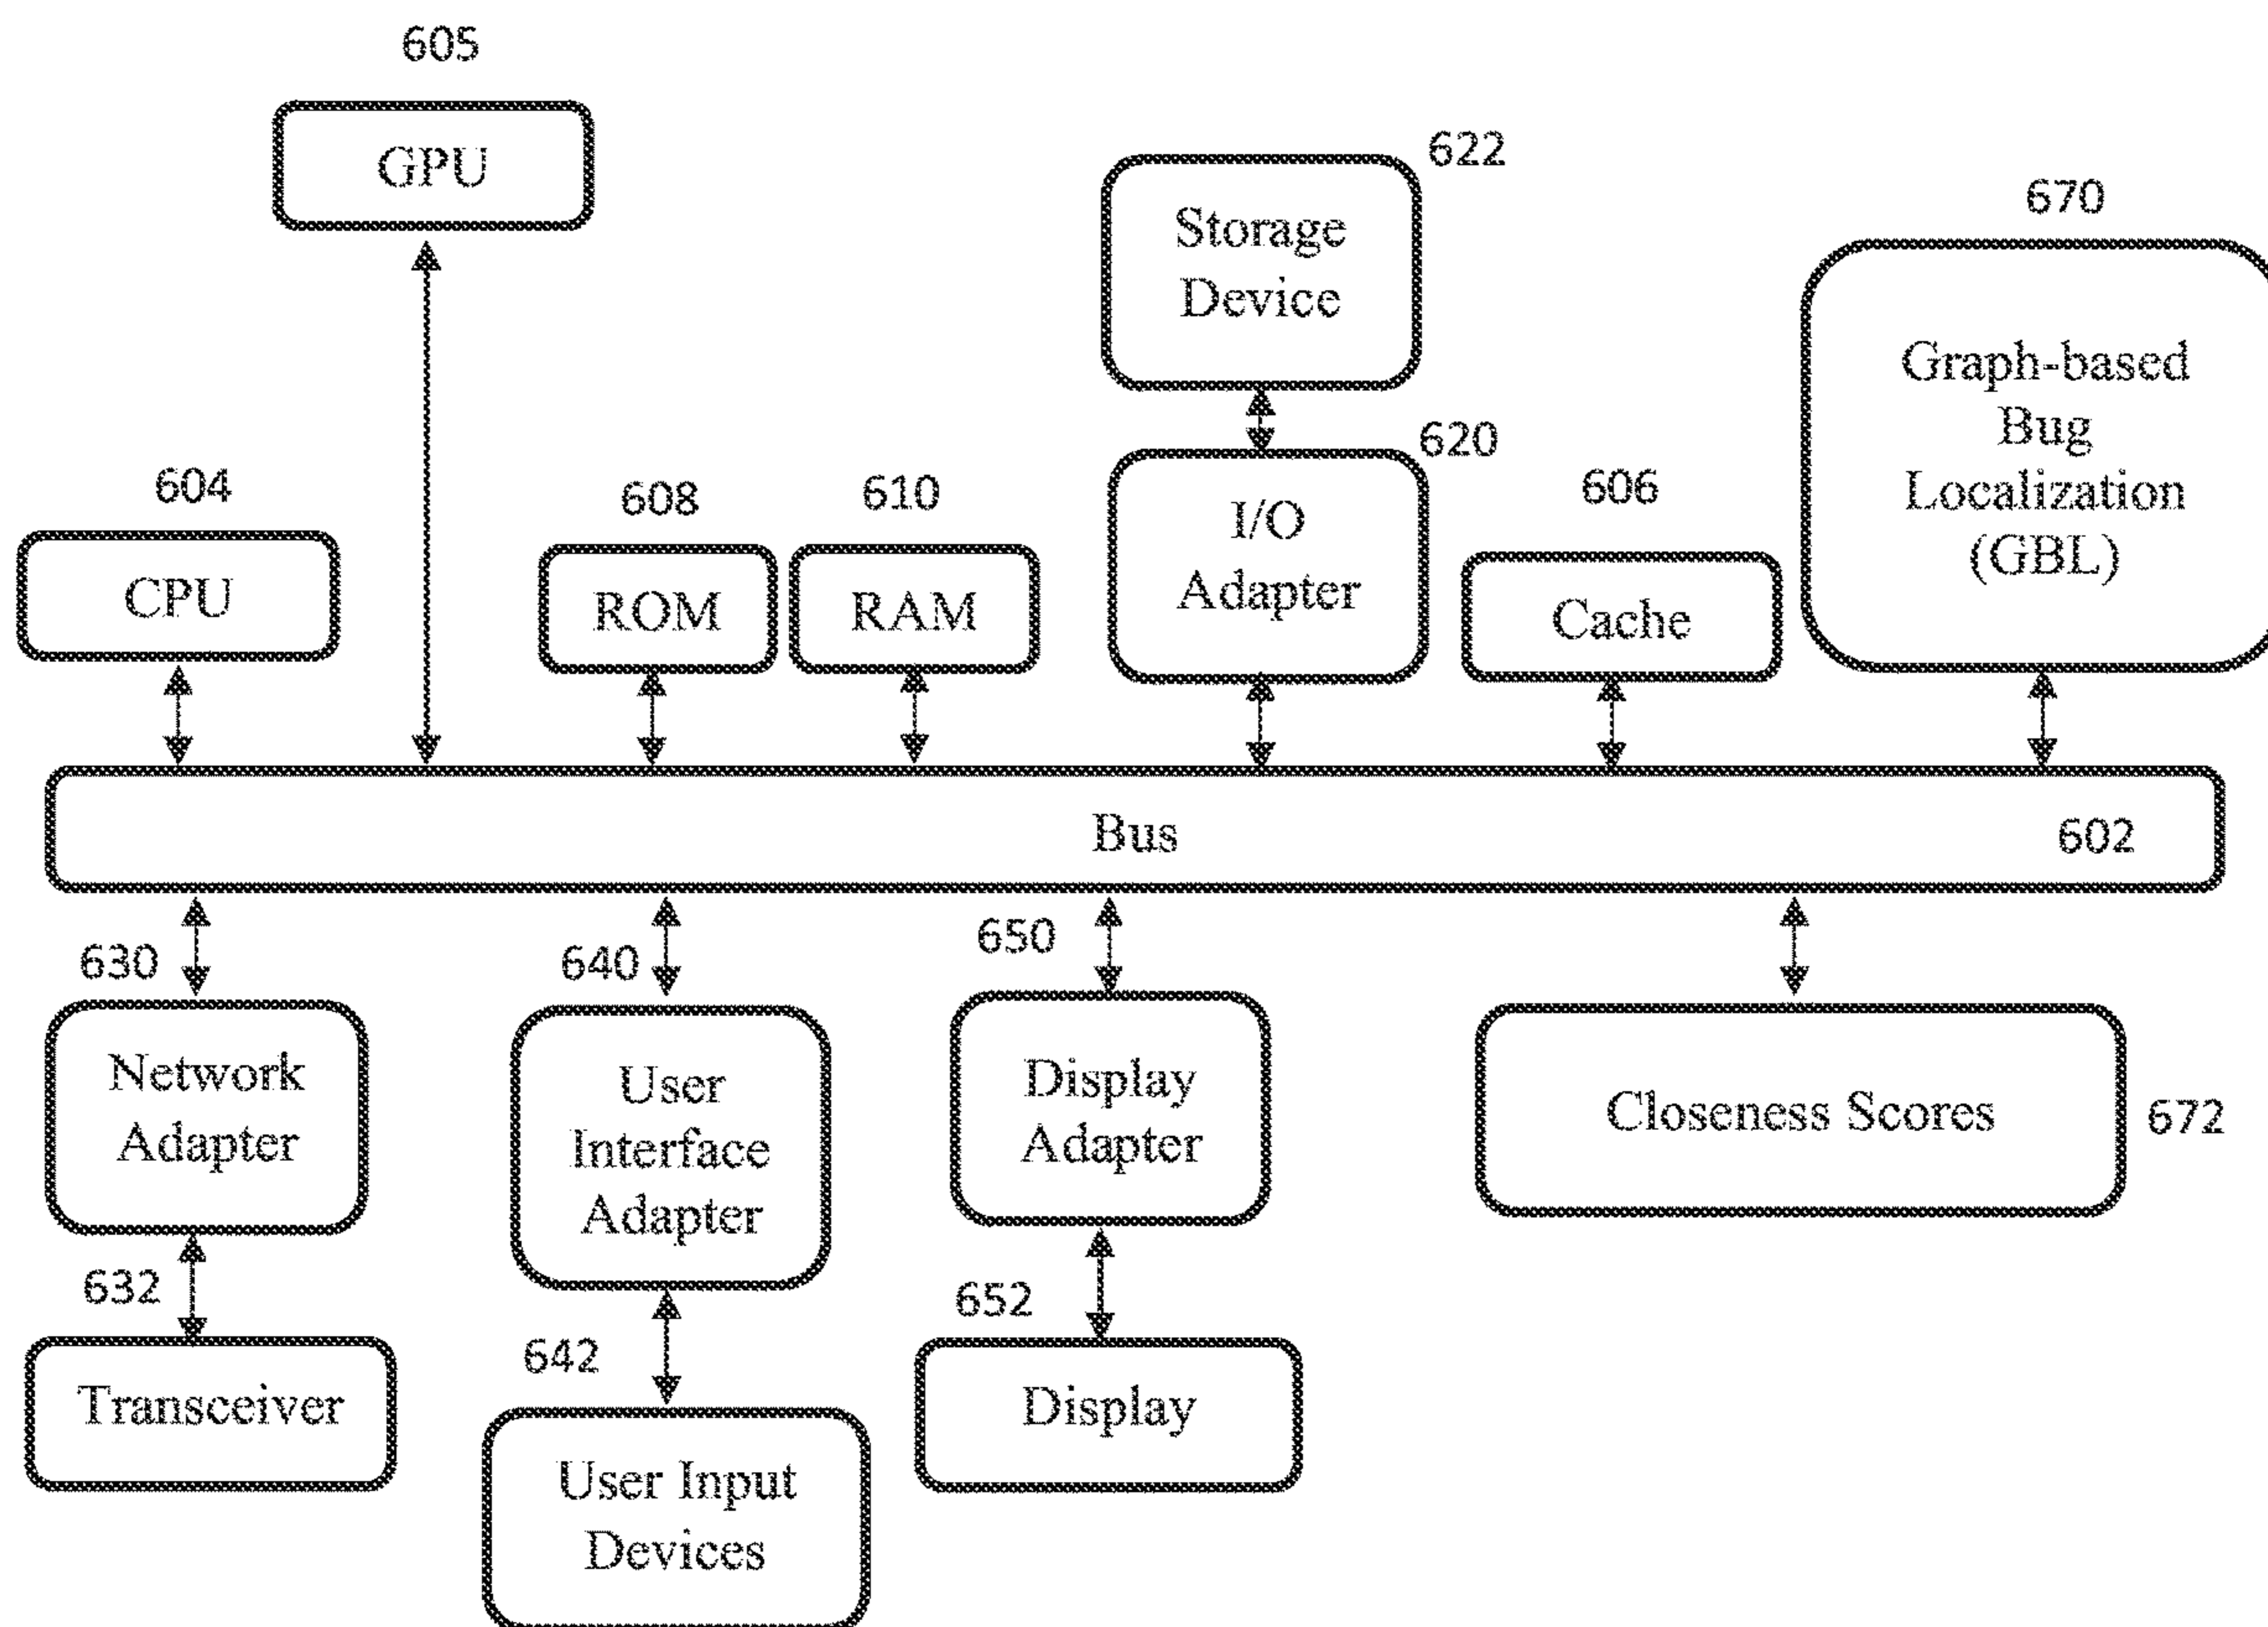 605
GPU
622
Storage
Device
670
Graph-based
Bug
Localization
(GBL)
620
I/O
Adapter
604
CPU
608
ROM
610
RAM
606
Cache
Bus
602
630
Network
Adapter
640
User
Interface
Adapter
650
Display
Adapter
Closeness Scores
672
632
Transceiver
642
User Input
Devices
652
Display